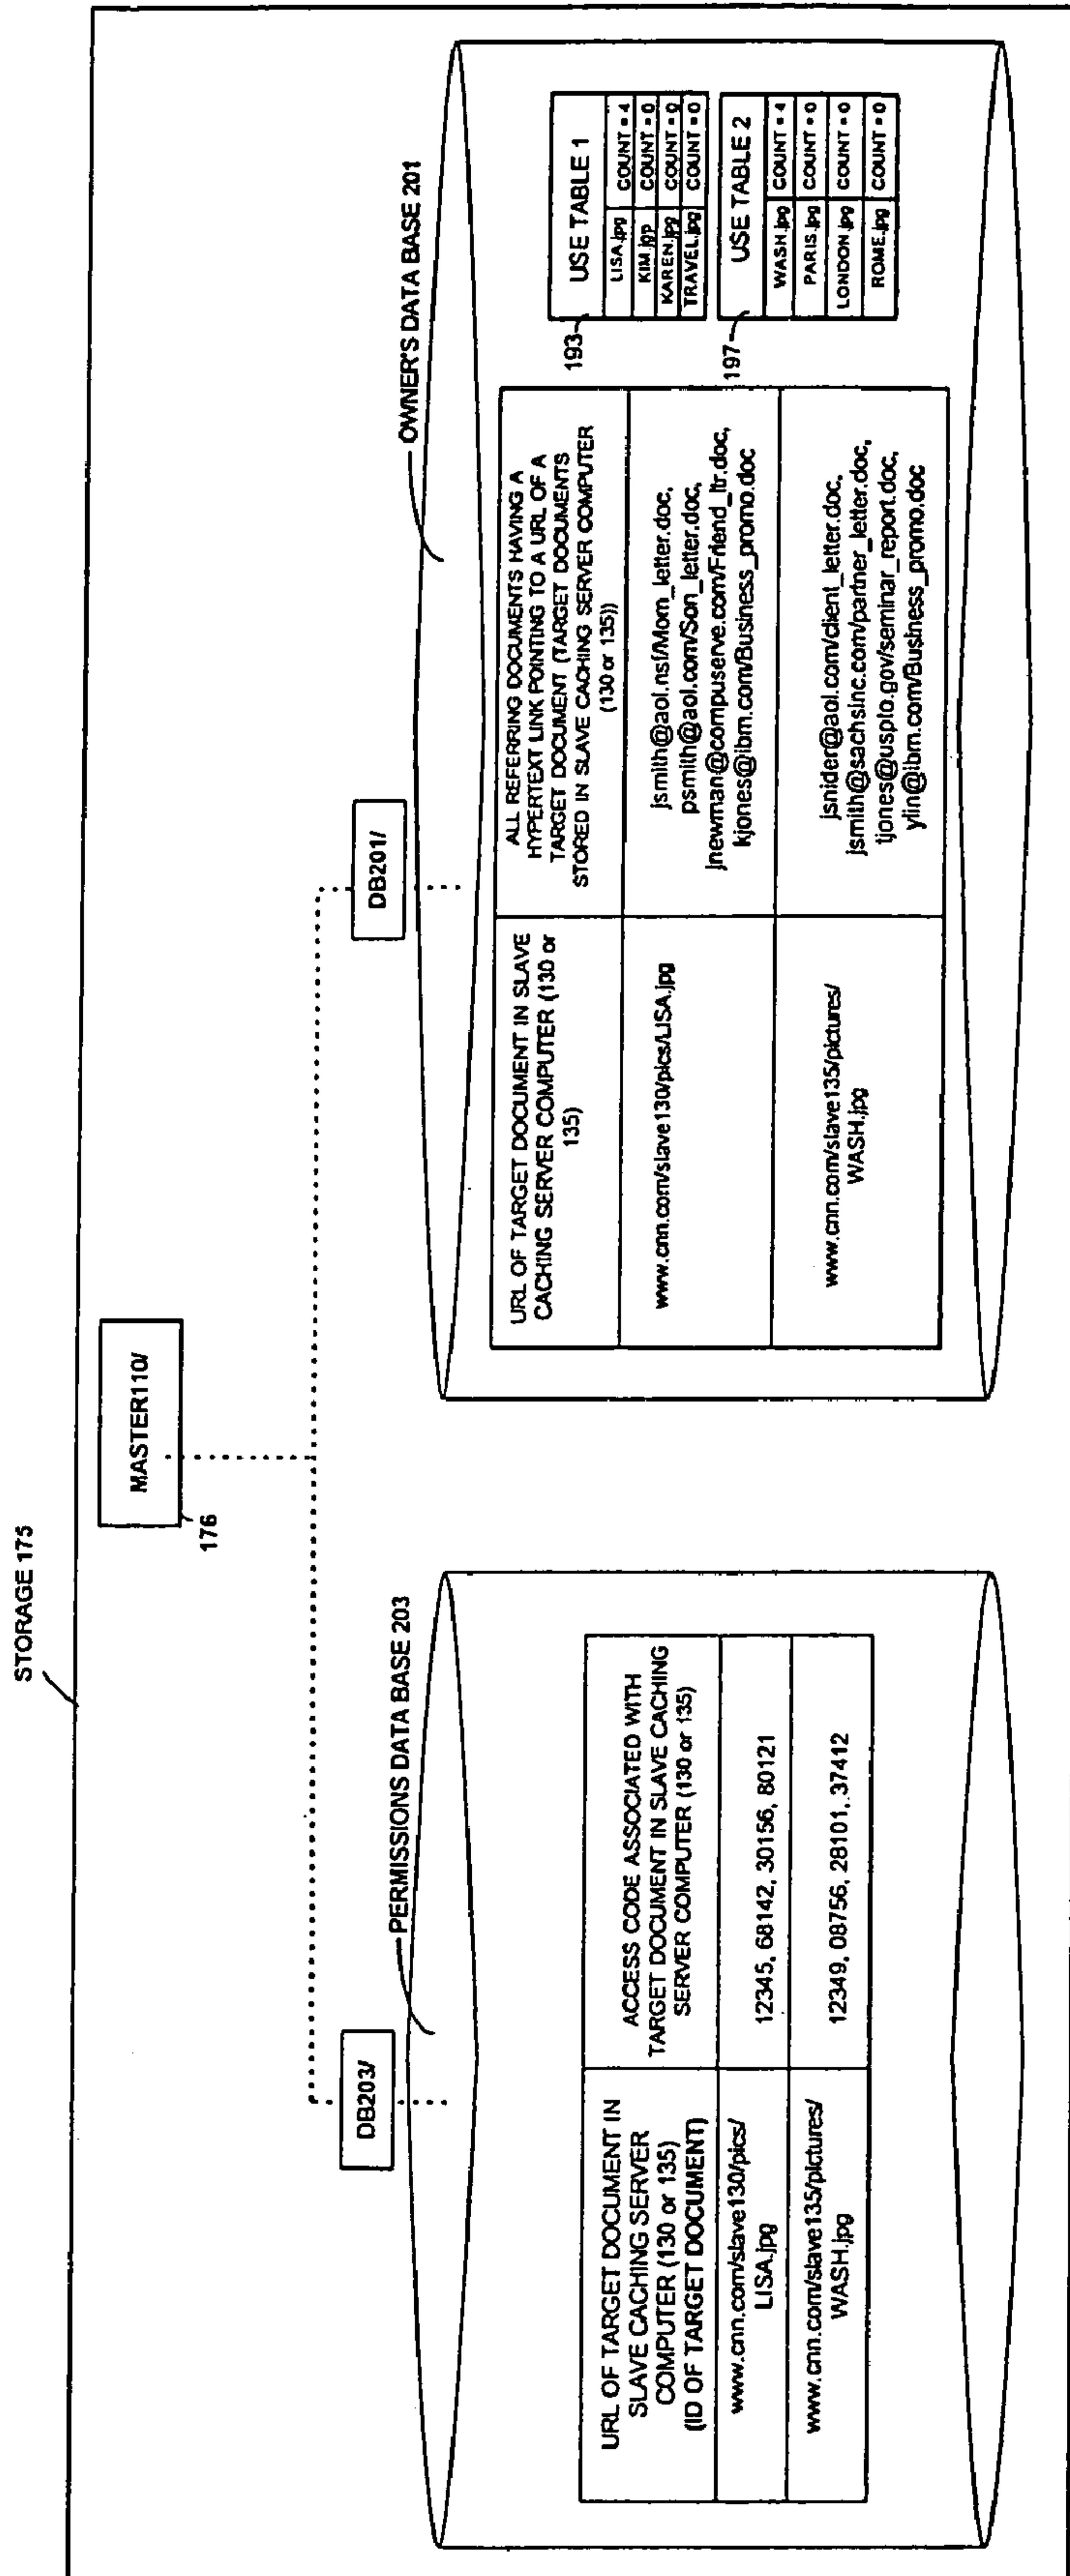 STORAGE 175
MASTER110/
176
DB203/
PERMISSIONS DATA BASE 203
URL OF TARGET DOCUMENT IN
SLAVE CACHING SERVER
COMPUTER (130 or 135)
(ID OF TARGET DOCUMENT)
ACCESS CODE ASSOCIATED WITH
TARGET DOCUMENT IN SLAVE CACHING
SERVER COMPUTER (130 or 135)
www.cnn.com/slave130/pics/
LISA.jpg
12345, 68142, 30156, 80121
www.cnn.com/slave135/pictures/
WASH.jpg
12349, 08756, 28101, 37412
DB201/
OWNER'S DATA BASE 201
URL OF TARGET DOCUMENT IN SLAVE
CACHING SERVER COMPUTER (130 or
135)
ALL REFERRING DOCUMENTS HAVING A
HYPERTEXT LINK POINTING TO A URL OF A
TARGET DOCUMENT (TARGET DOCUMENTS
STORED IN SLAVE CACHING SERVER COMPUTER
(130 or 135))
www.cnn.com/slave130/pics/LISA.jpg
jsmith@aol.nsf/Mom_letter.doc,
psmith@aol.com/Son_letter.doc,
jnewman@compuserve.com/Friend_ltr.doc,
kjones@ibm.com/Business_promo.doc
www.cnn.com/slave135/pictures/
WASH.jpg
jsnider@aol.com/client_letter.doc,
jsmith@sachsinc.com/partner_letter.doc,
tjones@uspto.gov/seminar_report.doc,
ylin@ibm.com/Business_promo.doc
193
USE TABLE 1
LISA.jpg COUNT = 4
KIM.jgp COUNT = 0
KAREN.jpg COUNT = 0
TRAVEL.jpg COUNT = 0
197
USE TABLE 2
WASH.jpg COUNT = 4
PARIS.jpg COUNT = 0
LONDON.jpg COUNT = 0
ROME.jpg COUNT = 0